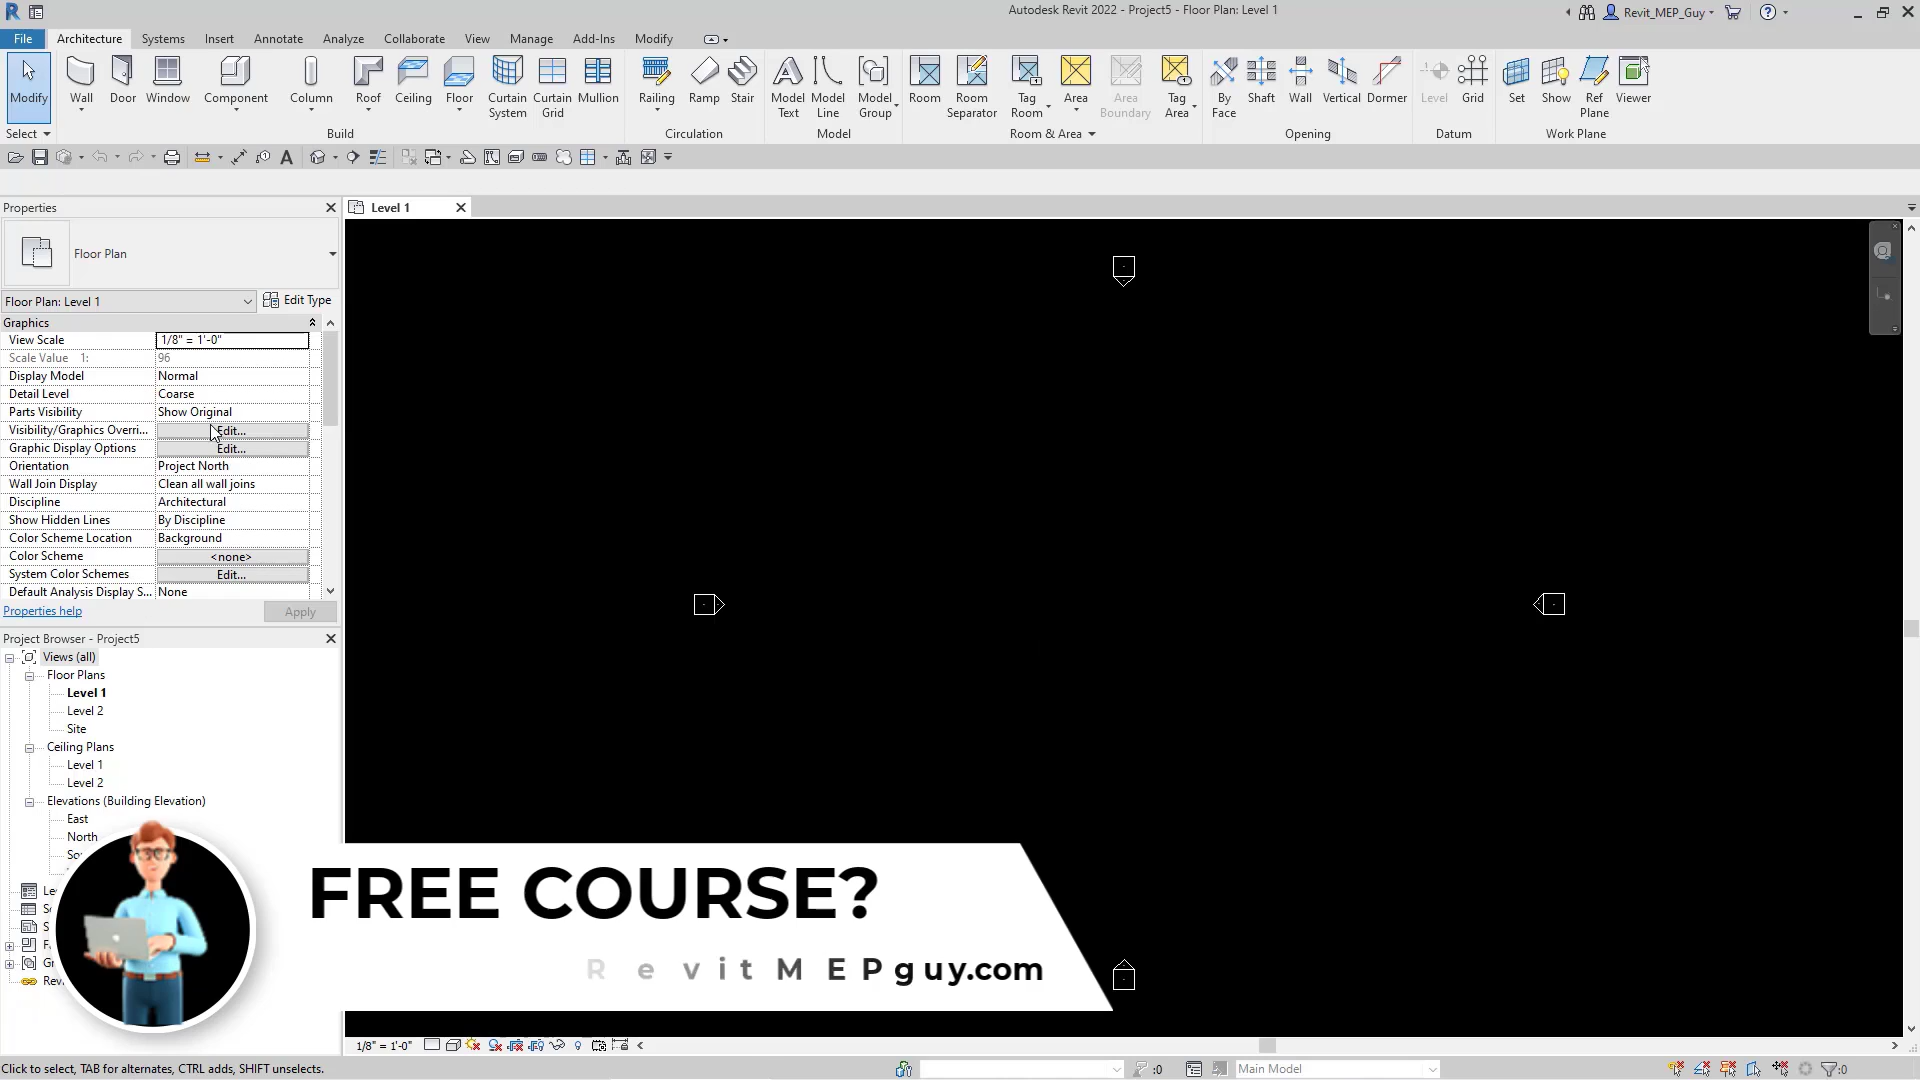 Autodesk Revit 2022 - Project5 - Floor Plan: Level 1
Revit_MEP_Guy
File Architecture Systems Insert Annotate Analyze Collaborate View Manage Add-Ins Modify
Modify Wall Door Window Component Column Roof Ceiling Floor Curtain System Curtain Grid Mullion Railing Ramp Stair Model Text Model Line Model Group Room Room Separator Tag Room Area Area Boundary Tag Area By Face Shaft Wall Vertical Dormer Level Grid Set Show Ref Plane Viewer
Select Build Circulation Model Room & Area Opening Datum Work Plane
Properties
Level 1
Floor Plan
Floor Plan: Level 1
Edit Type
Graphics
View Scale 1/8" = 1'-0"
Scale Value 1: 96
Display Model Normal
Detail Level Coarse
Parts Visibility Show Original
Visibility/Graphics Overri... Edit...
Graphic Display Options Edit...
Orientation Project North
Wall Join Display Clean all wall joins
Discipline Architectural
Show Hidden Lines By Discipline
Color Scheme Location Background
Color Scheme <none>
System Color Schemes Edit...
Default Analysis Display S... None
Properties help Apply
Project Browser - Project5
Views (all)
Floor Plans
Level 1
Level 2
Site
Ceiling Plans
Level 1
Level 2
Elevations (Building Elevation)
East
North
FREE COURSE?
RevitMEPguy.com
1/8" = 1'-0"
Click to select, TAB for alternates, CTRL adds, SHIFT unselects.
:0
Main Model
:0